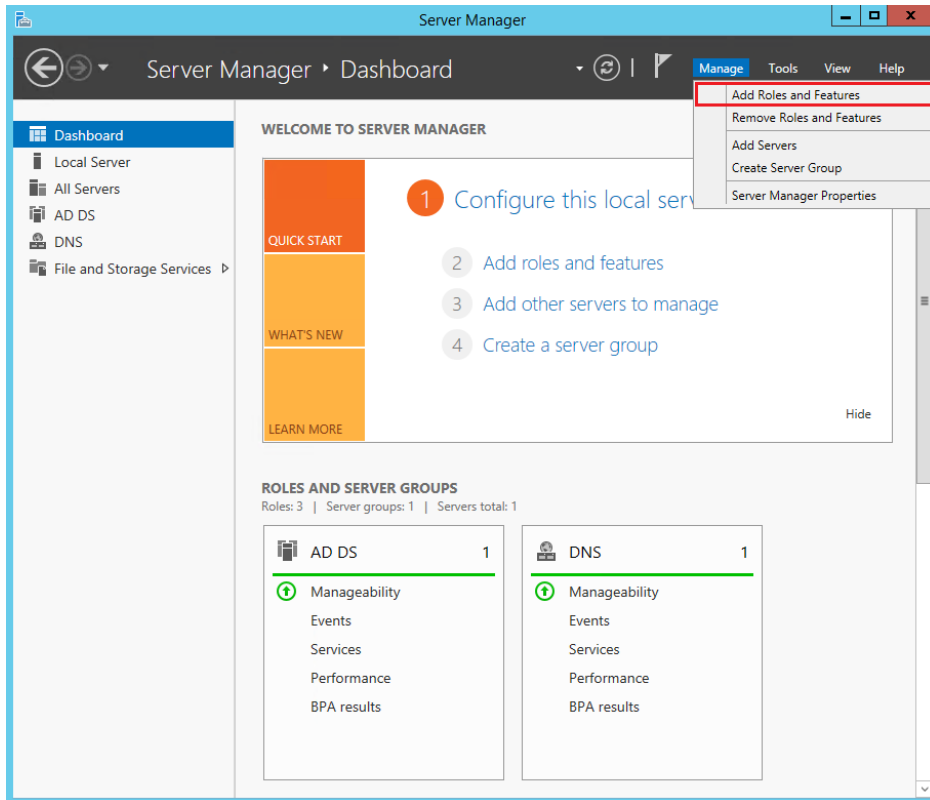 Server Manager
Server Manager • Dashboard
Manage Tools View Help
Add Roles and Features
Remove Roles and Features
Add Servers
Create Server Group
Server Manager Properties
Dashboard
Local Server
All Servers
AD DS
DNS
File and Storage Services
WELCOME TO SERVER MANAGER
QUICK START
WHAT'S NEW
LEARN MORE
1 Configure this local serv
2 Add roles and features
3 Add other servers to manage
4 Create a server group
Hide
ROLES AND SERVER GROUPS
Roles: 3 | Server groups: 1 | Servers total: 1
AD DS 1
Manageability
Events
Services
Performance
BPA results
DNS 1
Manageability
Events
Services
Performance
BPA results